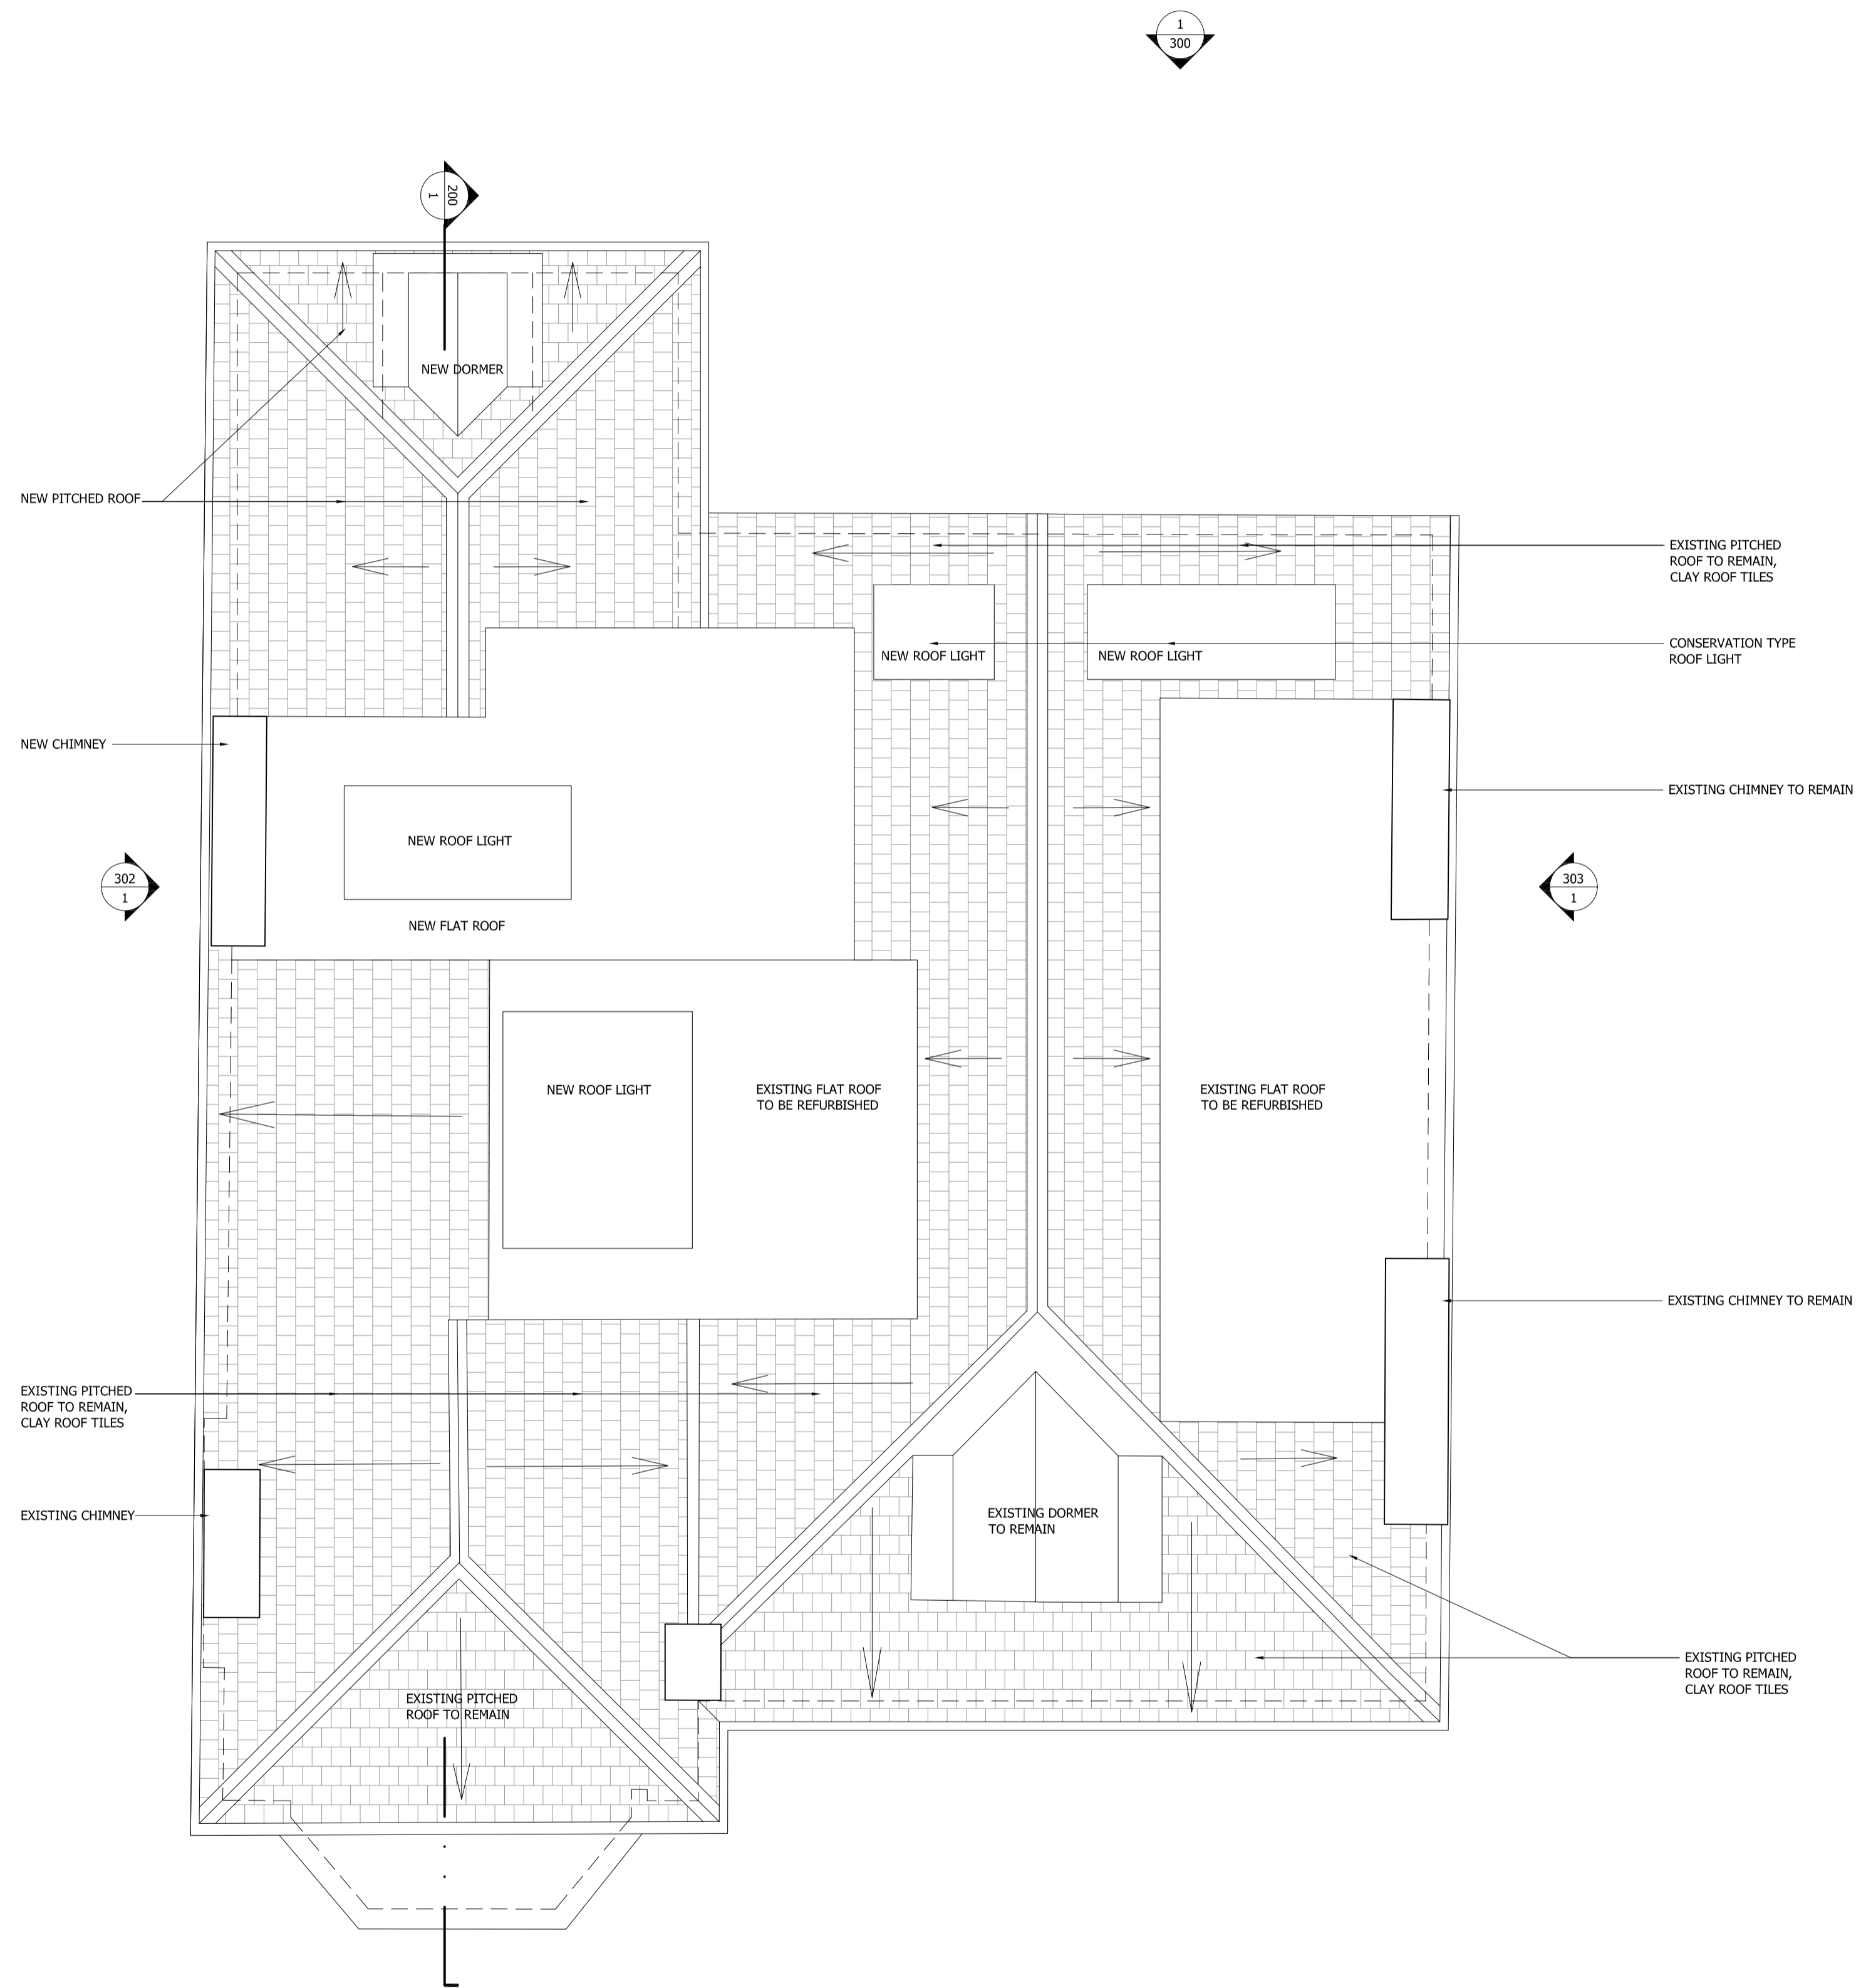 1
300
200
1
NEW DORMER
NEW PITCHED ROOF
EXISTING PITCHED
ROOF TO REMAIN,
CLAY ROOF TILES
CONSERVATION TYPE
ROOF LIGHT
NEW ROOF LIGHT
NEW ROOF LIGHT
NEW CHIMNEY
EXISTING CHIMNEY TO REMAIN
NEW ROOF LIGHT
302
1
303
1
NEW FLAT ROOF
NEW ROOF LIGHT
EXISTING FLAT ROOF
TO BE REFURBISHED
EXISTING FLAT ROOF
TO BE REFURBISHED
EXISTING CHIMNEY TO REMAIN
EXISTING PITCHED
ROOF TO REMAIN,
CLAY ROOF TILES
EXISTING CHIMNEY
EXISTING DORMER
TO REMAIN
EXISTING PITCHED
ROOF TO REMAIN,
CLAY ROOF TILES
EXISTING PITCHED
ROOF TO REMAIN